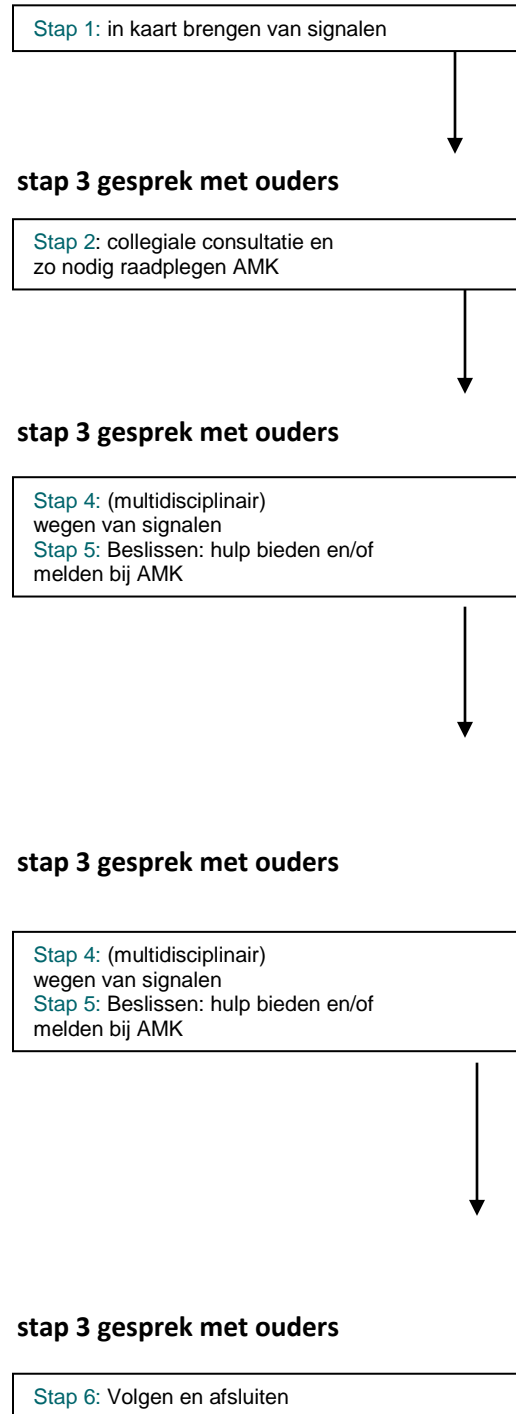 Stap 1: in kaart brengen van signalen
stap 3 gesprek met ouders
Stap 2: collegiale consultatie en
zo nodig raadplegen AMK
stap 3 gesprek met ouders
Stap 4: (multidisciplinair)
wegen van signalen
Stap 5: Beslissen: hulp bieden en/of
melden bij AMK
stap 3 gesprek met ouders
Stap 4: (multidisciplinair)
wegen van signalen
Stap 5: Beslissen: hulp bieden en/of
melden bij AMK
stap 3 gesprek met ouders
Stap 6: Volgen en afsluiten